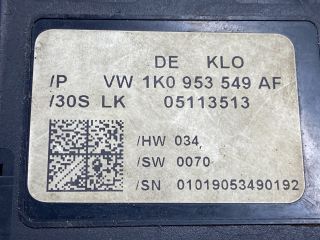 DE KLO
/P VW 1K0 953 549 AF
/30S LK 05113513
/HW 034
/SW 0070
/SN 01019053490192